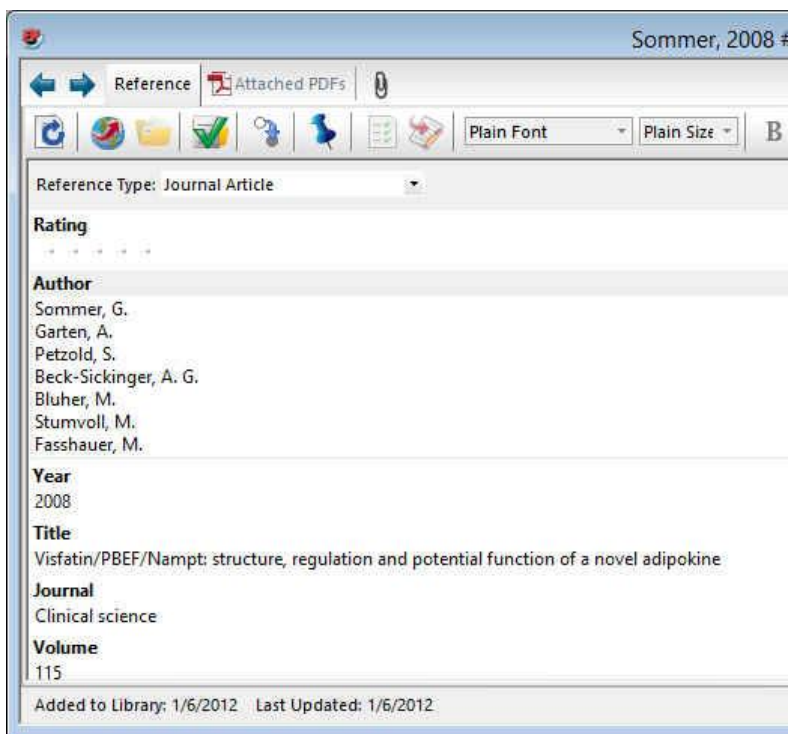 Sommer, 2008 #
Reference Attached PDFs
Plain Font Plain Size B
Reference Type: Journal Article
Rating
Author
Sommer, G.
Garten, A.
Petzold, S.
Beck-Sickinger, A. G.
Bluher, M.
Stumvoll, M.
Fasshauer, M.
Year
2008
Title
Visfatin/PBEF/Nampt: structure, regulation and potential function of a novel adipokine
Journal
Clinical science
Volume
115
Added to Library: 1/6/2012 Last Updated: 1/6/2012